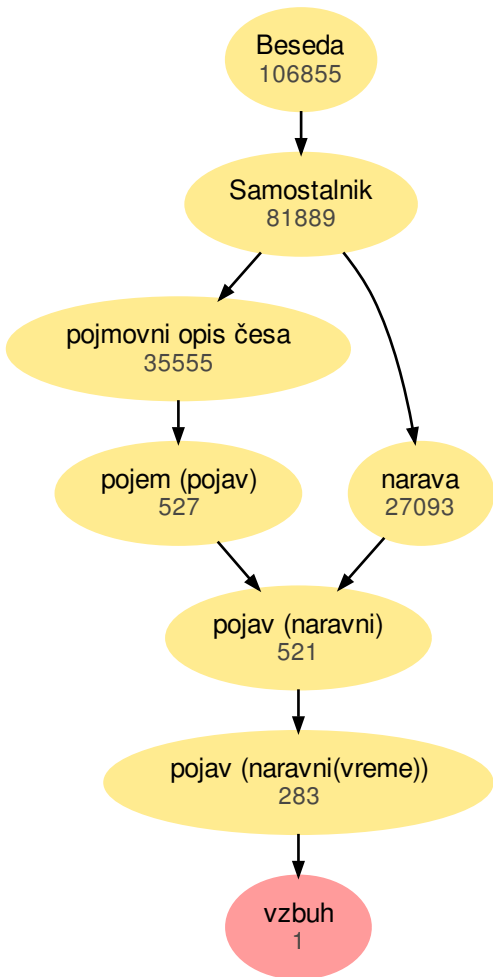 Beseda
106855
Samostalnik
81889
pojmovni opis česa
35555
pojem (pojav)
527
narava
27093
pojav (naravni)
521
pojav (naravni(vreme))
283
vzbuh
1